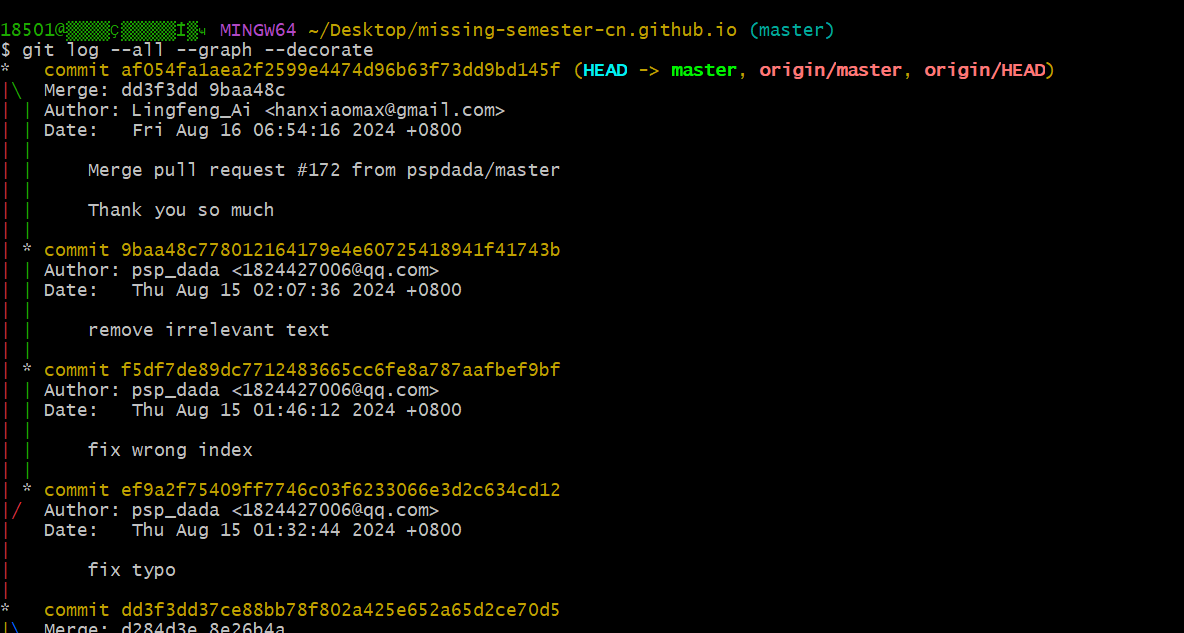 18501@ MINGW64 ~/Desktop/missing-semester-cn.github.io (master)
$ git log --all --graph --decorate
*   commit af054fa1aea2f2599e4474d96b63f73dd9bd145f (HEAD -> master, origin/master, origin/HEAD)
|\  Merge: dd3f3dd 9baa48c
| | Author: Lingfeng_Ai <hanxiaomax@gmail.com>
| | Date:   Fri Aug 16 06:54:16 2024 +0800
| |
| |     Merge pull request #172 from pspdada/master
| |
| |     Thank you so much
| |
| * commit 9baa48c778012164179e4e60725418941f41743b
| | Author: psp_dada <1824427006@qq.com>
| | Date:   Thu Aug 15 02:07:36 2024 +0800
| |
| |     remove irrelevant text
| |
| * commit f5df7de89dc7712483665cc6fe8a787aafbef9bf
| | Author: psp_dada <1824427006@qq.com>
| | Date:   Thu Aug 15 01:46:12 2024 +0800
| |
| |     fix wrong index
| |
| * commit ef9a2f75409ff7746c03f6233066e3d2c634cd12
|/  Author: psp_dada <1824427006@qq.com>
|   Date:   Thu Aug 15 01:32:44 2024 +0800
|
|       fix typo
|
*   commit dd3f3dd37ce88bb78f802a425e652a65d2ce70d5
|\  Merge: d284d3e 8e26b4a